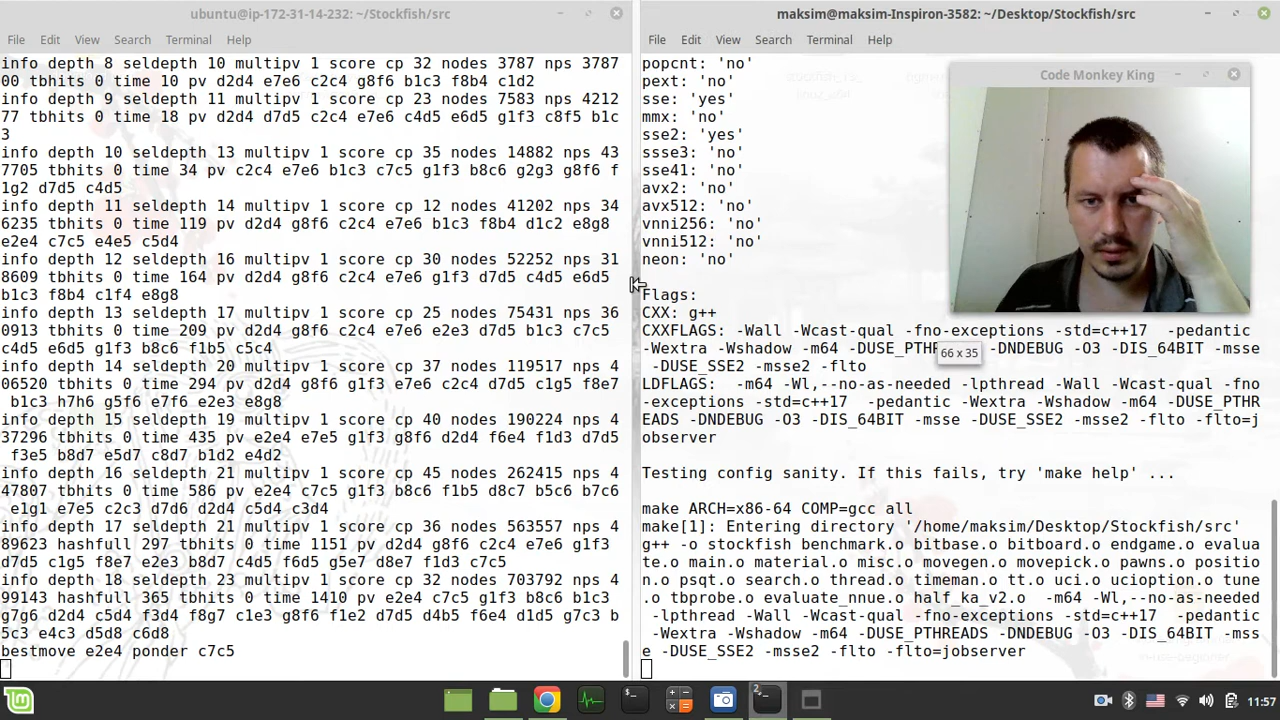 ubuntu@ip-172-31-14-232: ~/Stockfish/src
File Edit View Search Terminal Help
info depth 8 seldepth 10 multipv 1 score cp 32 nodes 3787 nps 3787
00 tbhits 0 time 10 pv d2d4 e7e6 c2c4 g8f6 b1c3 f8b4 c1d2
info depth 9 seldepth 11 multipv 1 score cp 23 nodes 7583 nps 4212
77 tbhits 0 time 18 pv d2d4 d7d5 c2c4 e7e6 c4d5 e6d5 g1f3 c8f5 b1c
3
info depth 10 seldepth 13 multipv 1 score cp 35 nodes 14882 nps 43
7705 tbhits 0 time 34 pv c2c4 e7e6 b1c3 c7c5 g1f3 b8c6 g2g3 g8f6 f
1g2 d7d5 c4d5
info depth 11 seldepth 14 multipv 1 score cp 12 nodes 41202 nps 34
6235 tbhits 0 time 119 pv d2d4 g8f6 c2c4 e7e6 b1c3 f8b4 d1c2 e8g8
e2e4 c7c5 e4e5 c5d4
info depth 12 seldepth 16 multipv 1 score cp 30 nodes 52252 nps 31
8609 tbhits 0 time 164 pv d2d4 g8f6 c2c4 e7e6 g1f3 d7d5 c4d5 e6d5
b1c3 f8b4 c1f4 e8g8
info depth 13 seldepth 17 multipv 1 score cp 25 nodes 75431 nps 36
0913 tbhits 0 time 209 pv d2d4 g8f6 c2c4 e7e6 e2e3 d7d5 b1c3 c7c5
c4d5 e6d5 g1f3 b8c6 f1b5 c5c4
info depth 14 seldepth 20 multipv 1 score cp 37 nodes 119517 nps 4
06520 tbhits 0 time 294 pv d2d4 g8f6 g1f3 e7e6 c2c4 d7d5 c1g5 f8e7
b1c3 h7h6 g5f6 e7f6 e2e3 e8g8
info depth 15 seldepth 19 multipv 1 score cp 40 nodes 190224 nps 4
37296 tbhits 0 time 435 pv e2e4 e7e5 g1f3 g8f6 d2d4 f6e4 f1d3 d7d5
f3e5 b8d7 e5d7 c8d7 b1d2 e4d2
info depth 16 seldepth 21 multipv 1 score cp 45 nodes 262415 nps 4
47807 tbhits 0 time 586 pv e2e4 c7c5 g1f3 b8c6 f1b5 d8c7 b5c6 b7c6
e1g1 e7e5 c2c3 d7d6 d2d4 c5d4 c3d4
info depth 17 seldepth 21 multipv 1 score cp 36 nodes 563557 nps 4
89623 hashfull 297 tbhits 0 time 1151 pv d2d4 g8f6 c2c4 e7e6 g1f3
d7d5 c1g5 f8e7 e2e3 b8d7 c4d5 f6d5 g5e7 d8e7 f1d3 c7c5
info depth 18 seldepth 23 multipv 1 score cp 32 nodes 703792 nps 4
99143 hashfull 365 tbhits 0 time 1410 pv e2e4 c7c5 g1f3 b8c6 b1c3
g7g6 d2d4 c5d4 f3d4 f8g7 c1e3 g8f6 f1e2 d7d5 d4b5 f6e4 d1d5 g7c3 b
5c3 e4c3 d5d8 c6d8
bestmove e2e4 ponder c7c5
maksim@maksim-Inspiron-3582: ~/Desktop/Stockfish/src
File Edit View Search Terminal Help
popcnt: 'no'
pext: 'no'
sse: 'yes'
mmx: 'no'
sse2: 'yes'
ssse3: 'no'
sse41: 'no'
avx2: 'no'
avx512: 'no'
vnni256: 'no'
vnni512: 'no'
neon: 'no'
Flags:
CXX: g++
CXXFLAGS: -Wall -Wcast-qual -fno-exceptions -std=c++17  -pedantic
-Wextra -Wshadow -m64 -DUSE_PTHRE -DNDEBUG -O3 -DIS_64BIT -msse
-DUSE_SSE2 -msse2 -flto
LDFLAGS:  -m64 -Wl,--no-as-needed -lpthread -Wall -Wcast-qual -fno
-exceptions -std=c++17  -pedantic -Wextra -Wshadow -m64 -DUSE_PTHR
EADS -DNDEBUG -O3 -DIS_64BIT -msse -DUSE_SSE2 -msse2 -flto -flto=j
observer
Testing config sanity. If this fails, try 'make help' ...
make ARCH=x86-64 COMP=gcc all
make[1]: Entering directory '/home/maksim/Desktop/Stockfish/src'
g++ -o stockfish benchmark.o bitbase.o bitboard.o endgame.o evalua
te.o main.o material.o misc.o movegen.o movepick.o pawns.o positio
n.o psqt.o search.o thread.o timeman.o tt.o uci.o ucioption.o tune
.o tbprobe.o evaluate_nnue.o half_ka_v2.o  -m64 -Wl,--no-as-needed
-lpthread -Wall -Wcast-qual -fno-exceptions -std=c++17  -pedantic
-Wextra -Wshadow -m64 -DUSE_PTHREADS -DNDEBUG -O3 -DIS_64BIT -mss
e -DUSE_SSE2 -msse2 -flto -flto=jobserver
Code Monkey King
66 x 35
11:57